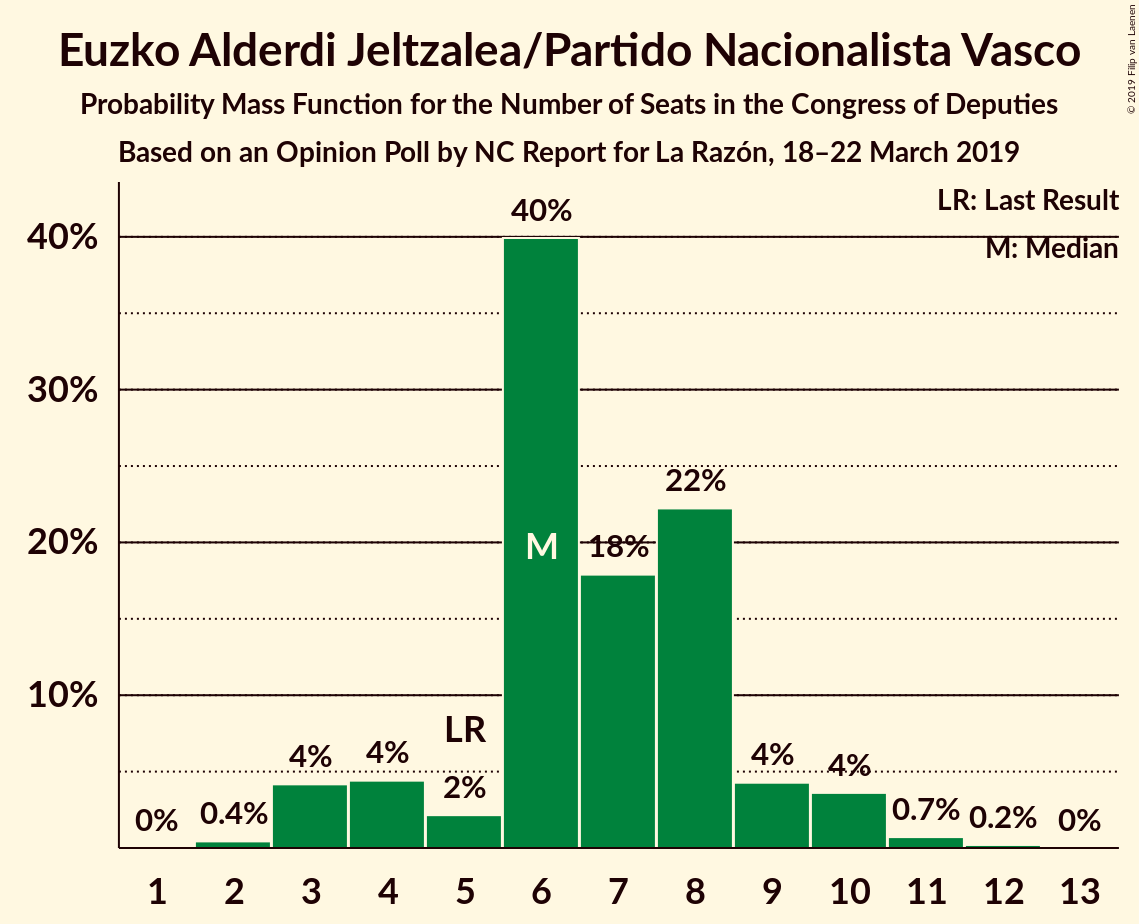 Euzko Alderdi Jeltzalea/Partido Nacionalista Vasco
Probability Mass Function for the Number of Seats in the Congress of Deputies
Based on an Opinion Poll by NC Report for La Razón, 18–22 March 2019
© 2019 Filip van Laenen
LR: Last Result
M: Median
40%
30%
20%
10%
0%
0.4%
4%
4%
LR
2%
40%
M
18%
22%
4%
4%
0.7%
0.2%
0%
1 2 3 4 5 6 7 8 9 10 11 12 13